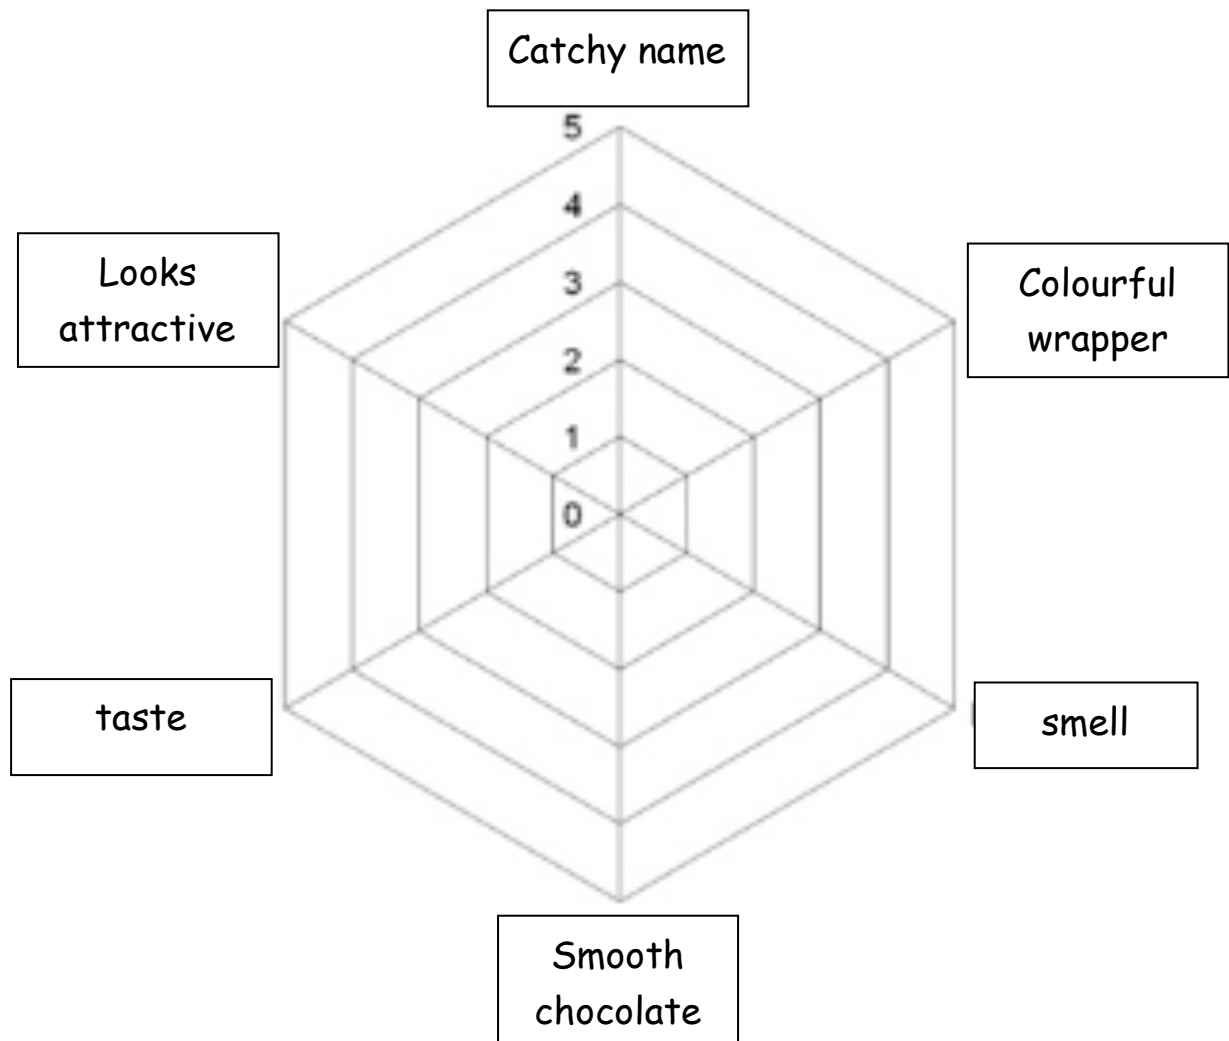 Catchy name
5
4
Looks
attractive
Colourful
wrapper
3
2
1
0
taste
smell
Smooth
chocolate